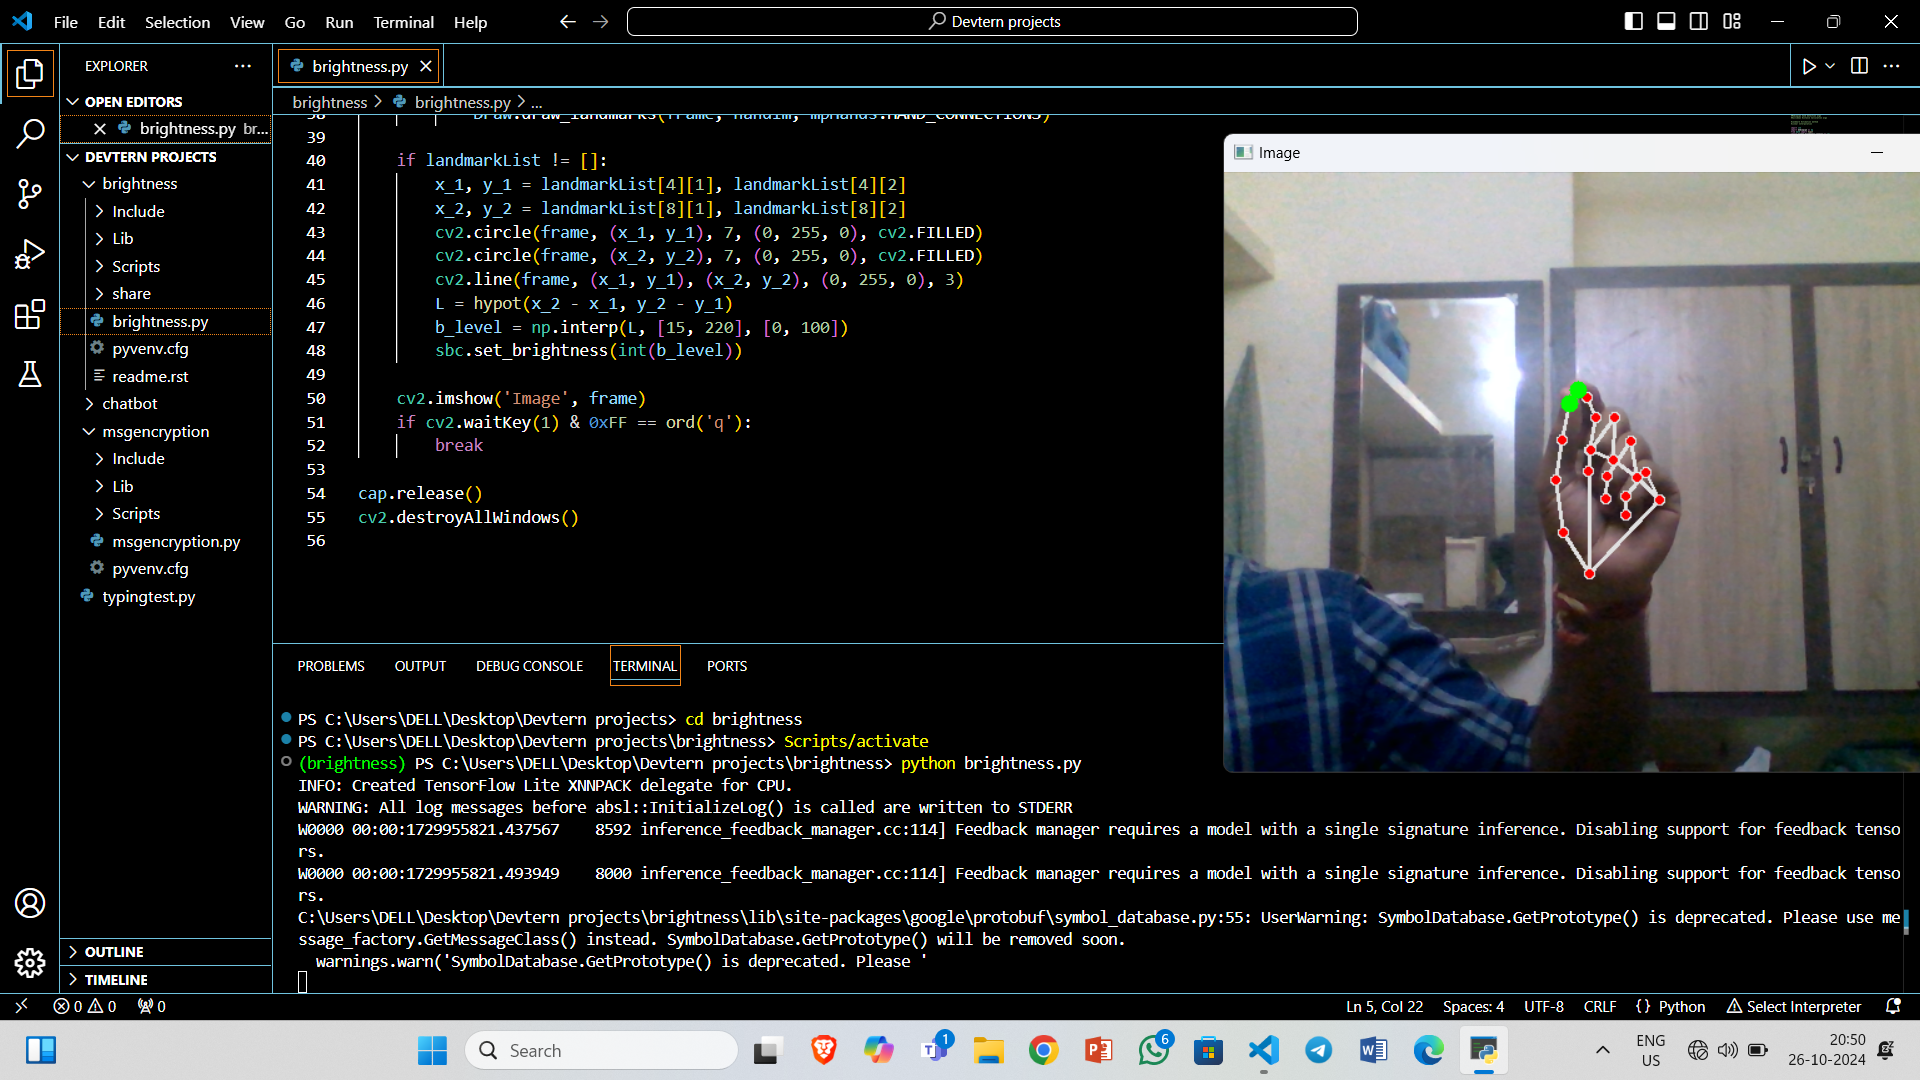 File Edit Selection View Go Run Terminal Help
Devtern projects
EXPLORER
OPEN EDITORS
brightness.py br...
DEVTERN PROJECTS
brightness
Include
Lib
Scripts
share
brightness.py
pyvenv.cfg
readme.rst
chatbot
msgencryption
Include
Lib
Scripts
msgencryption.py
pyvenv.cfg
typingtest.py
OUTLINE
TIMELINE
brightness.py
brightness > brightness.py > ...
38 Draw.draw_landmarks(frame, handlm, mpHands.HAND_CONNECTIONS)
39
40 if landmarkList != []:
41 x_1, y_1 = landmarkList[4][1], landmarkList[4][2]
42 x_2, y_2 = landmarkList[8][1], landmarkList[8][2]
43 cv2.circle(frame, (x_1, y_1), 7, (0, 255, 0), cv2.FILLED)
44 cv2.circle(frame, (x_2, y_2), 7, (0, 255, 0), cv2.FILLED)
45 cv2.line(frame, (x_1, y_1), (x_2, y_2), (0, 255, 0), 3)
46 L = hypot(x_2 - x_1, y_2 - y_1)
47 b_level = np.interp(L, [15, 220], [0, 100])
48 sbc.set_brightness(int(b_level))
49
50 cv2.imshow('Image', frame)
51 if cv2.waitKey(1) & 0xFF == ord('q'):
52 break
53
54 cap.release()
55 cv2.destroyAllWindows()
56
Image
PROBLEMS OUTPUT DEBUG CONSOLE TERMINAL PORTS
PS C:\Users\DELL\Desktop\Devtern projects> cd brightness
PS C:\Users\DELL\Desktop\Devtern projects\brightness> Scripts/activate
(brightness) PS C:\Users\DELL\Desktop\Devtern projects\brightness> python brightness.py
INFO: Created TensorFlow Lite XNNPACK delegate for CPU.
WARNING: All log messages before absl::InitializeLog() is called are written to STDERR
W0000 00:00:1729955821.437567 8592 inference_feedback_manager.cc:114] Feedback manager requires a model with a single signature inference. Disabling support for feedback tenso
rs.
W0000 00:00:1729955821.493949 8000 inference_feedback_manager.cc:114] Feedback manager requires a model with a single signature inference. Disabling support for feedback tenso
rs.
C:\Users\DELL\Desktop\Devtern projects\brightness\lib\site-packages\google\protobuf\symbol_database.py:55: UserWarning: SymbolDatabase.GetPrototype() is deprecated. Please use me
ssage_factory.GetMessageClass() instead. SymbolDatabase.GetPrototype() will be removed soon.
warnings.warn('SymbolDatabase.GetPrototype() is deprecated. Please '
0 0 0
Ln 5, Col 22 Spaces: 4 UTF-8 CRLF {} Python Select Interpreter
Search
1
6
ENG
US
20:50
26-10-2024